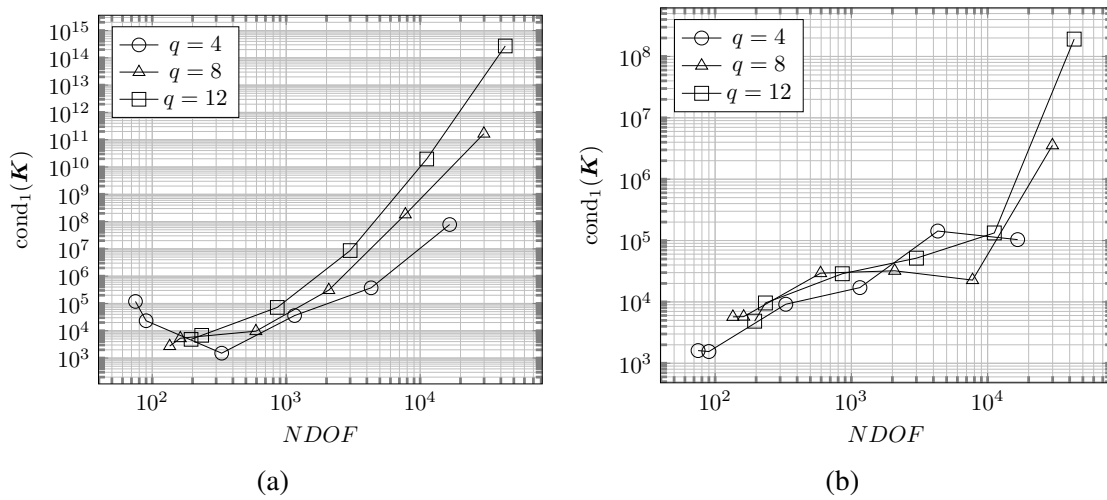 10^15
10^14
10^13
10^12
10^11
10^10
10^9
10^8
10^7
10^6
10^5
10^4
10^3
cond_1(K)
q = 4
q = 8
q = 12
10^2 10^3 10^4
NDOF
(a)
10^8
10^7
10^6
10^5
10^4
10^3
cond_1(K)
q = 4
q = 8
q = 12
10^2 10^3 10^4
NDOF
(b)